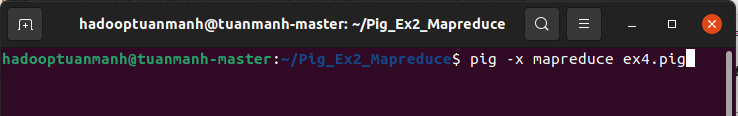 hadooptuanmanh@tuanmanh-master: ~/Pig_Ex2_Mapreduce
hadooptuanmanh@tuanmanh-master:~/Pig_Ex2_Mapreduce$ pig -x mapreduce ex4.pig